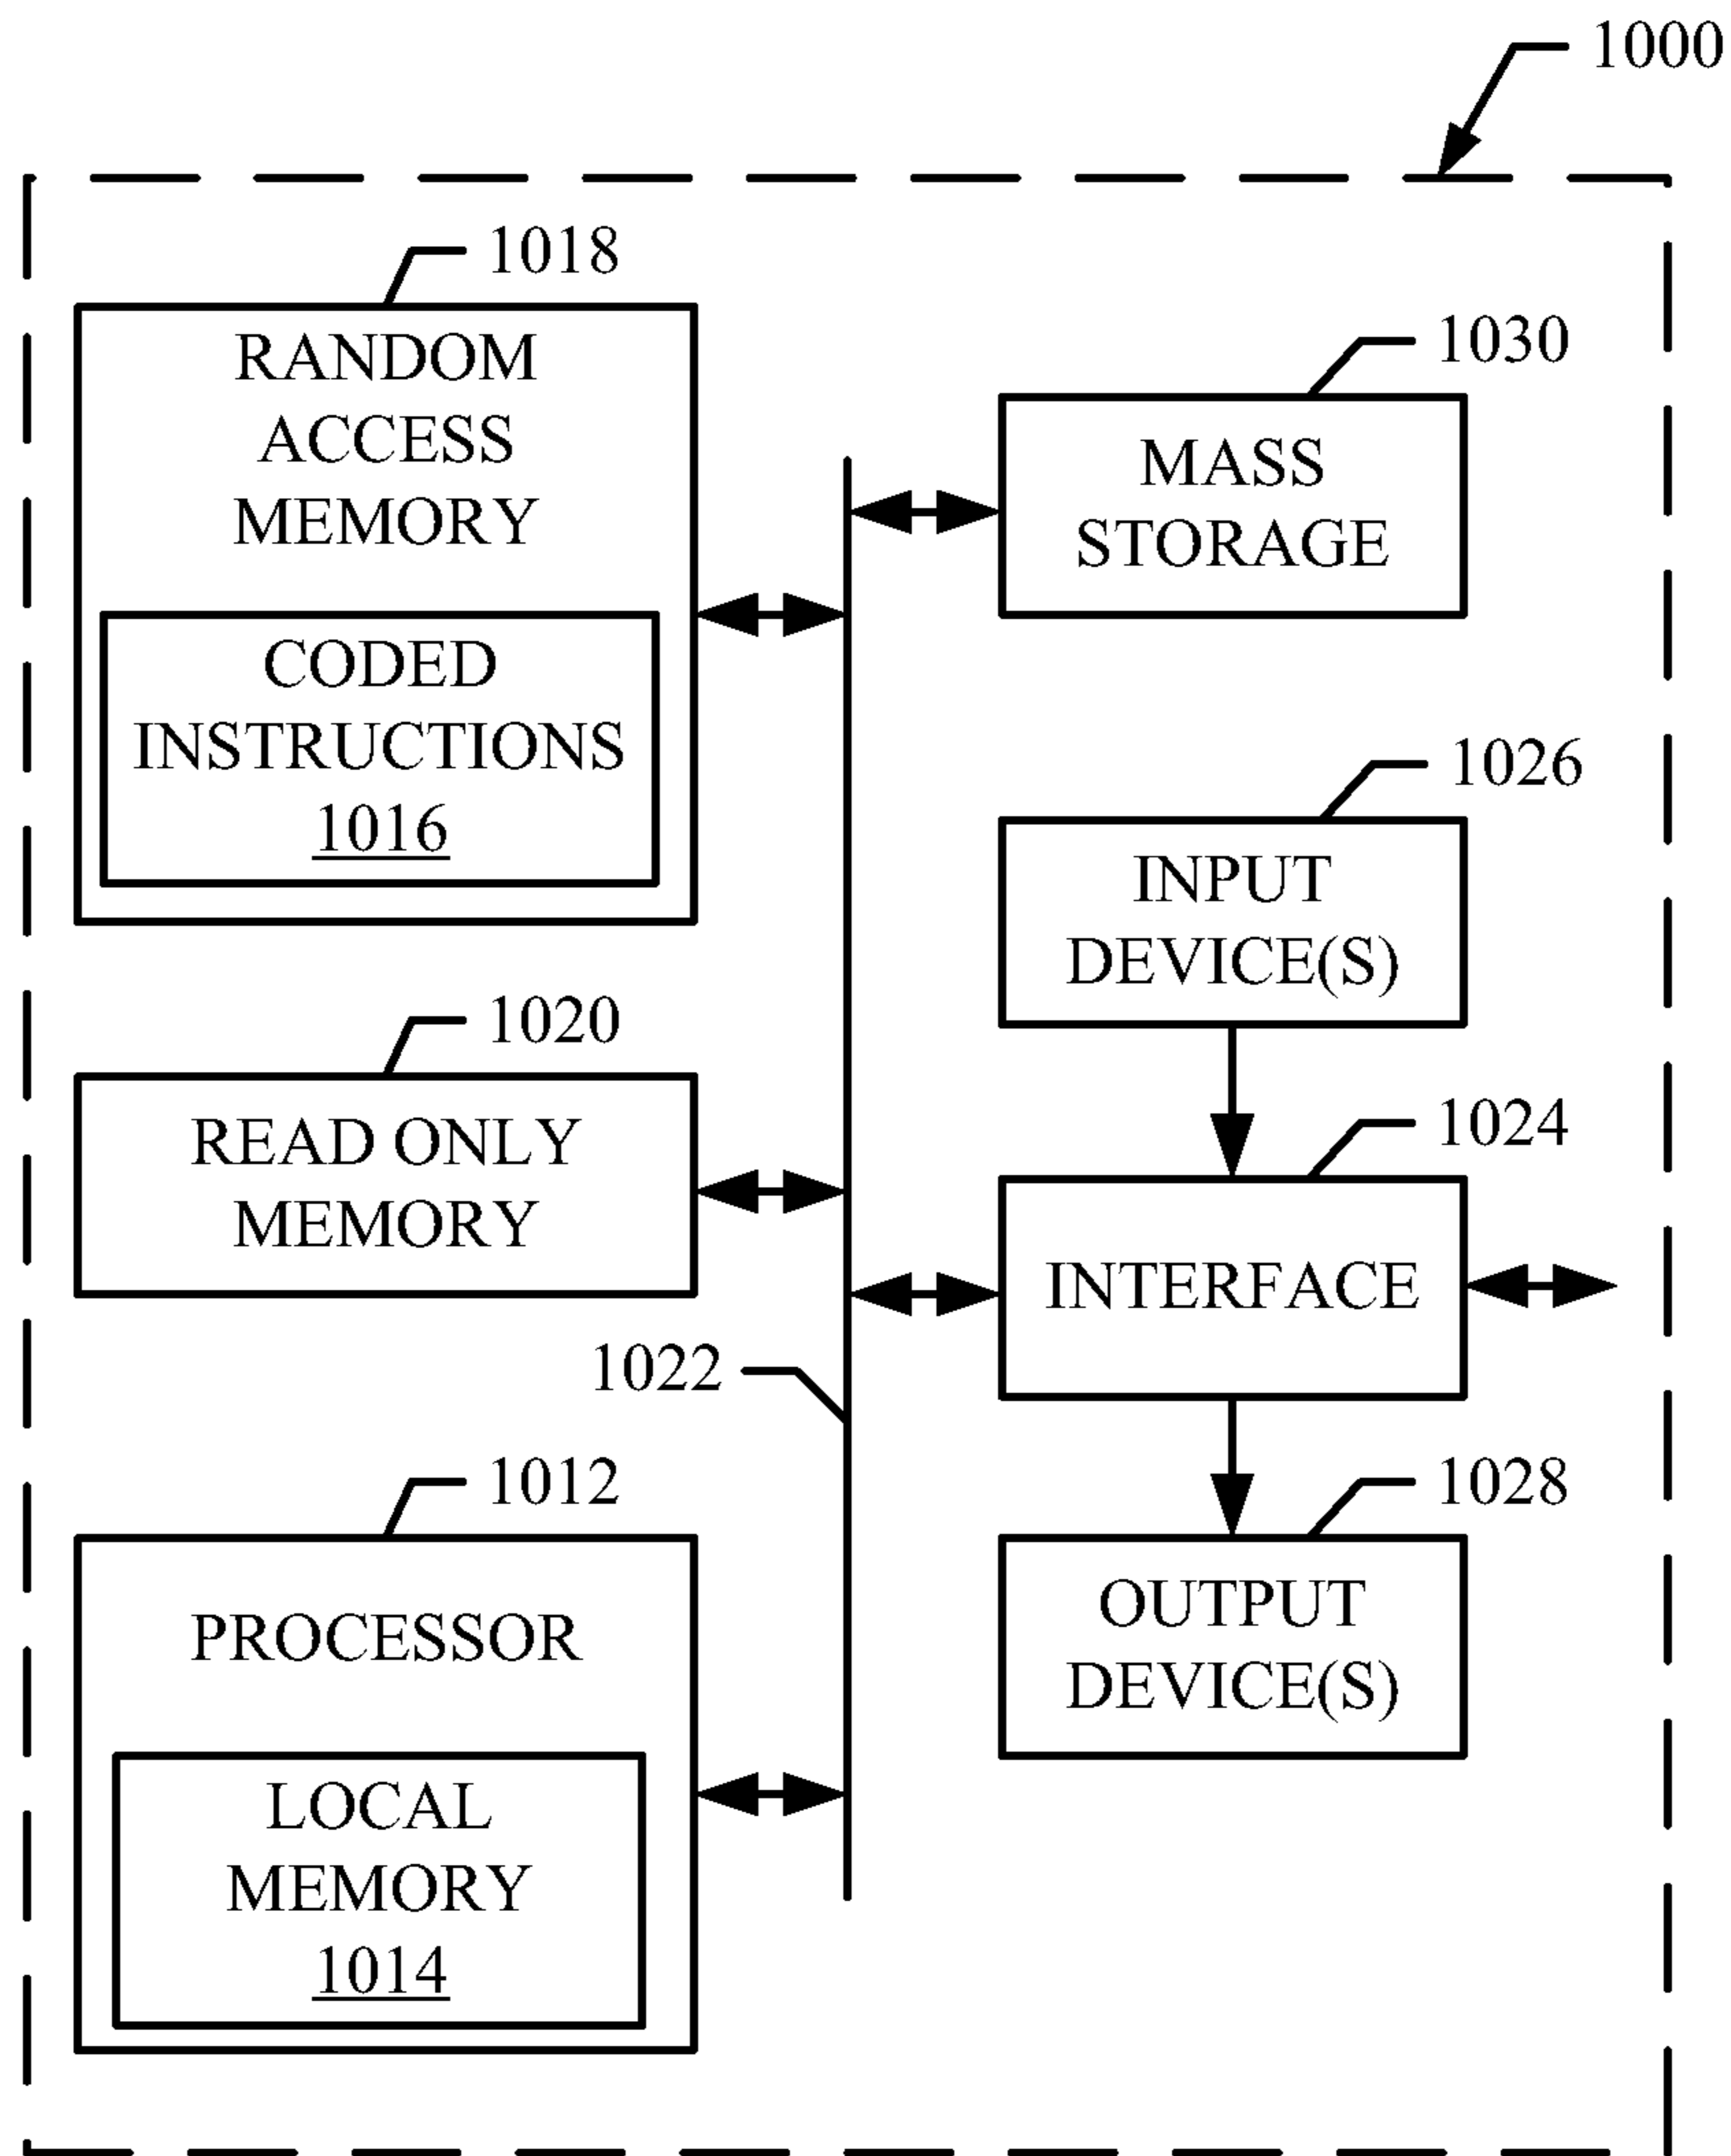 1000
1018
RANDOM
ACCESS
MEMORY
CODED
INSTRUCTIONS
1016
1030
MASS
STORAGE
1026
INPUT
DEVICE(S)
1020
READ ONLY
MEMORY
1024
INTERFACE
1022
1012
PROCESSOR
LOCAL
MEMORY
1014
1028
OUTPUT
DEVICE(S)